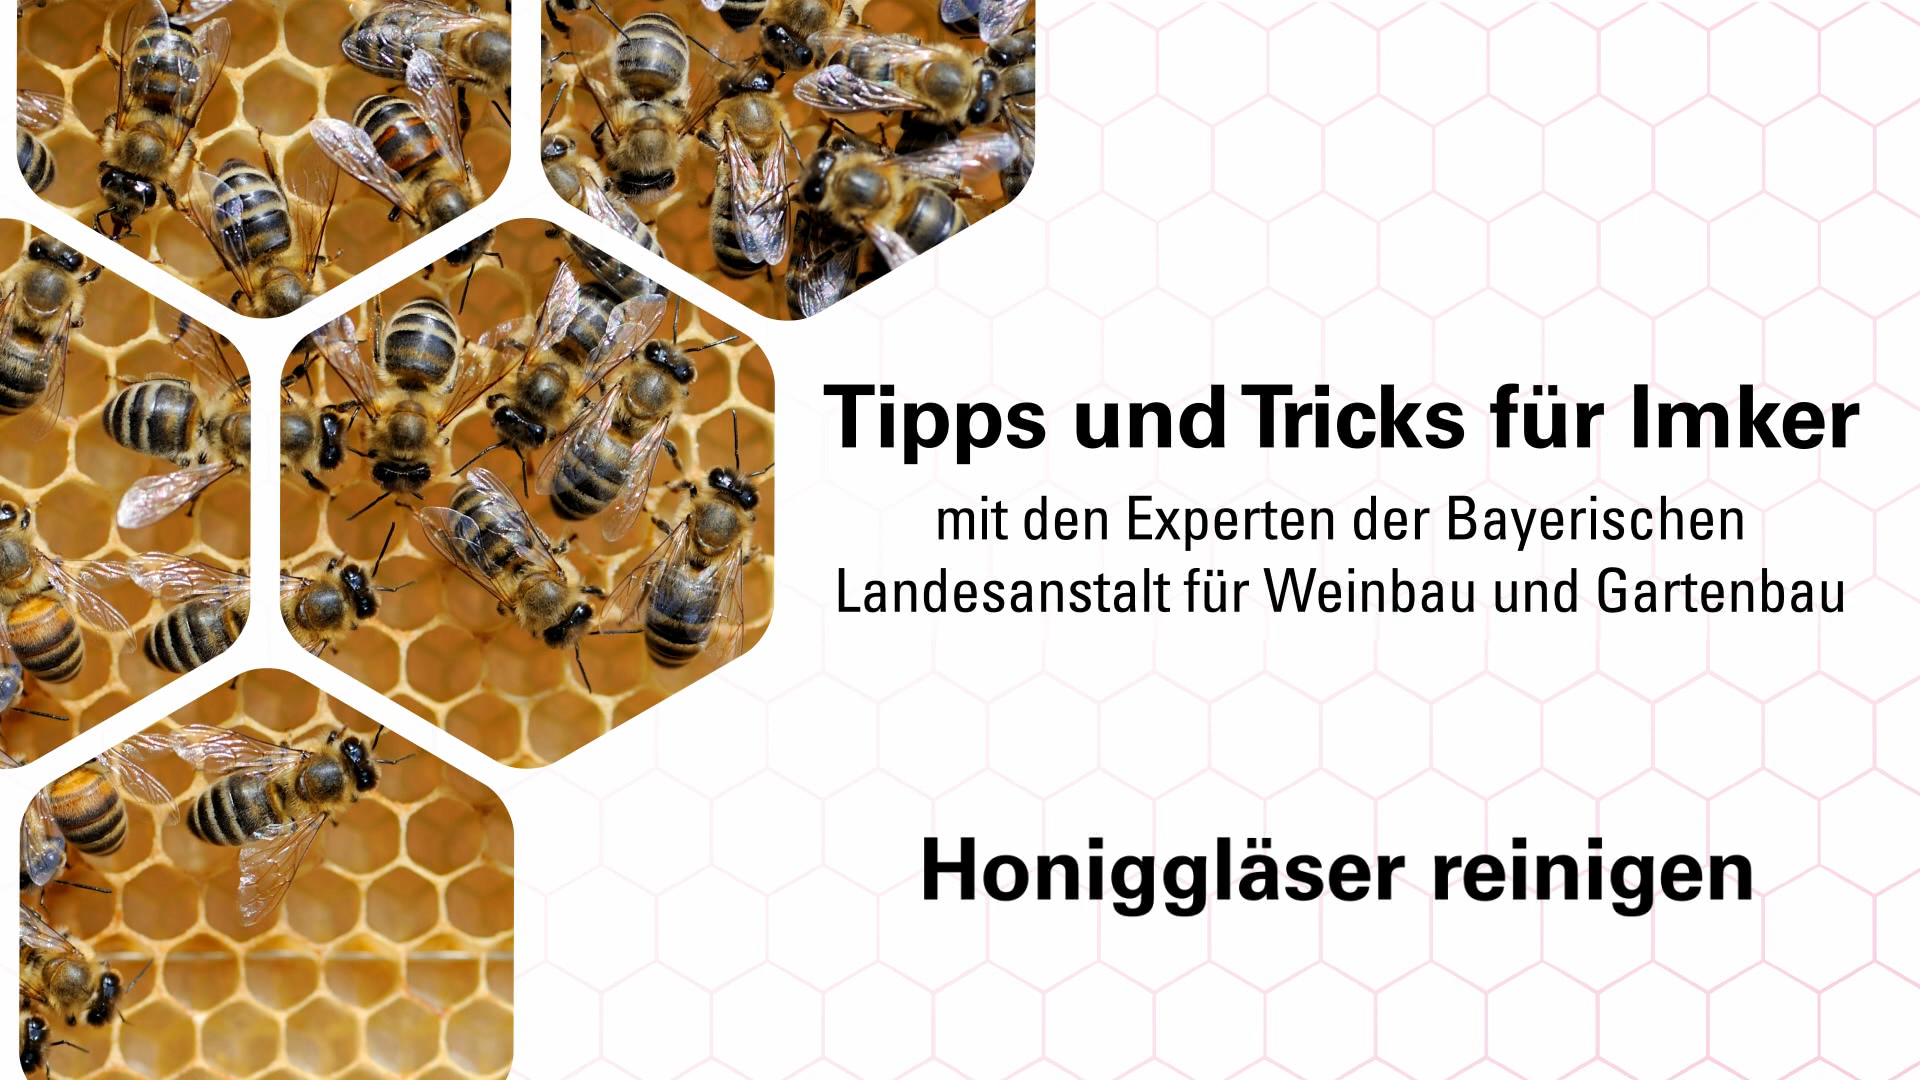 Tipps und Tricks für Imker
mit den Experten der Bayerischen
Landesanstalt für Weinbau und Gartenbau
Honiggläser reinigen